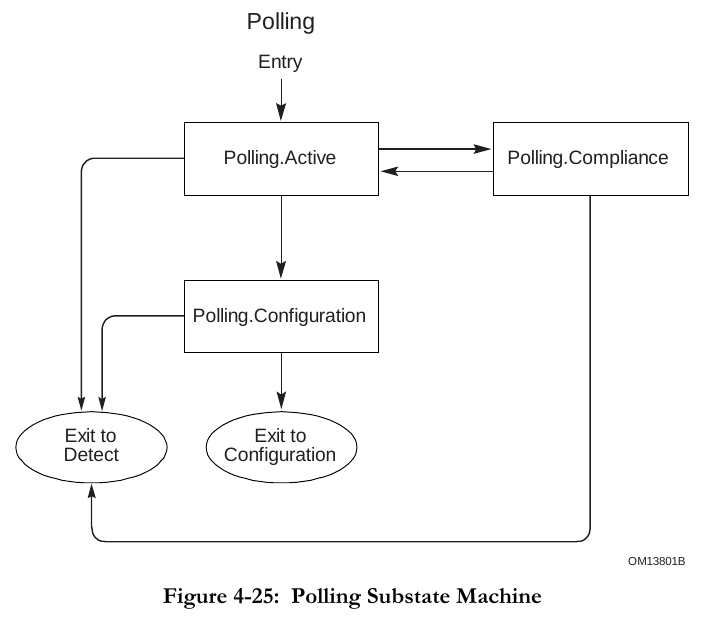 Polling
Entry
Polling.Active
Polling.Compliance
Polling.Configuration
Exit to
Detect
Exit to
Configuration
OM13801B
Figure 4-25: Polling Substate Machine